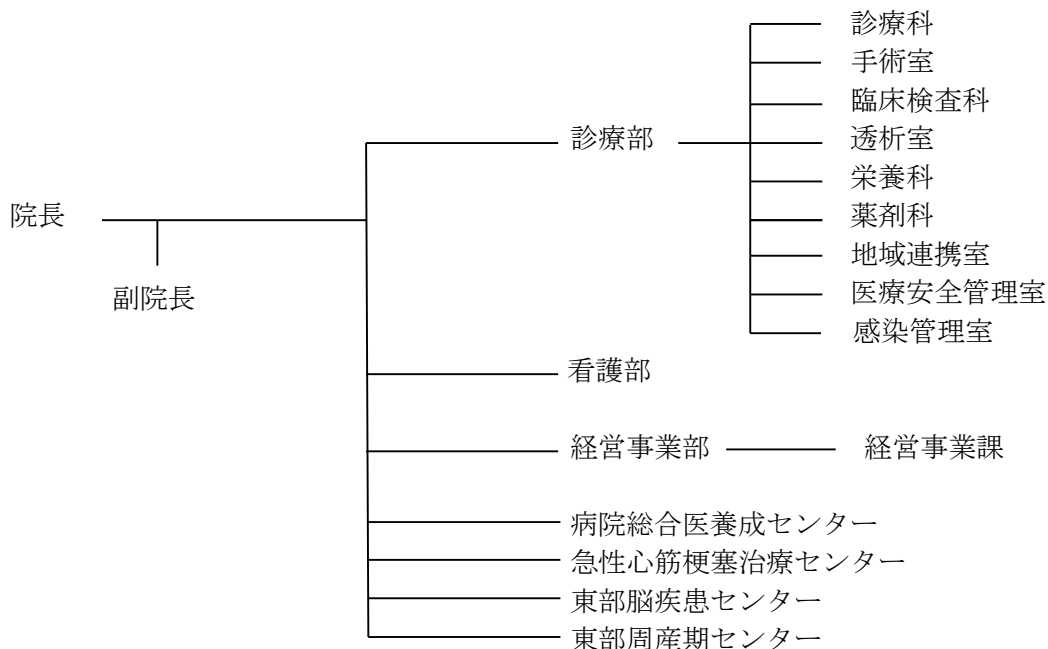 院長
副院長
診療部
診療科
手術室
臨床検査科
透析室
栄養科
薬剤科
地域連携室
医療安全管理室
感染管理室
看護部
経営事業部
経営事業課
病院総合医養成センター
急性心筋梗塞治療センター
東部脳疾患センター
東部周産期センター